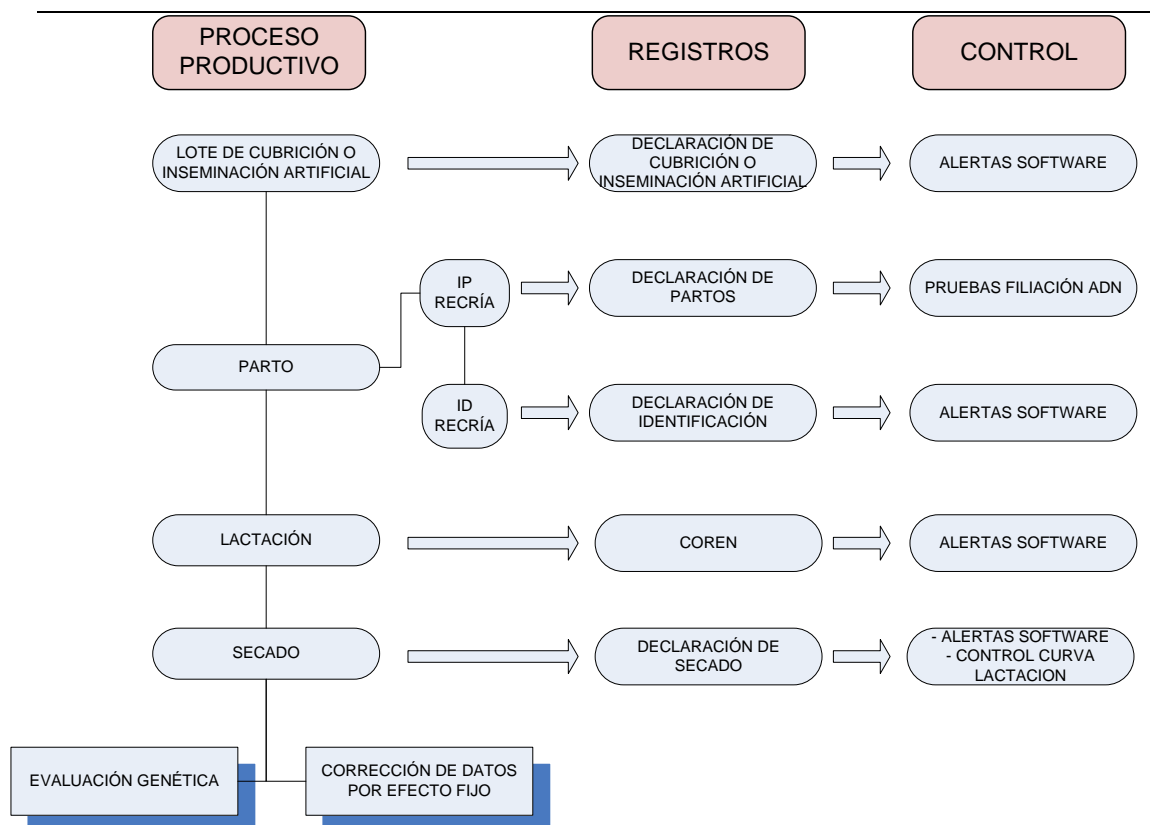 PROCESO
PRODUCTIVO
REGISTROS
CONTROL
LOTE DE CUBRICIÓN O
INSEMINACIÓN ARTIFICIAL
DECLARACIÓN DE
CUBRICIÓN O
INSEMINACIÓN ARTIFICIAL
ALERTAS SOFTWARE
IP
RECRÍA
DECLARACIÓN DE
PARTOS
PRUEBAS FILIACIÓN ADN
PARTO
ID
RECRÍA
DECLARACIÓN DE
IDENTIFICACIÓN
ALERTAS SOFTWARE
LACTACIÓN
COREN
ALERTAS SOFTWARE
SECADO
DECLARACIÓN DE
SECADO
- ALERTAS SOFTWARE
- CONTROL CURVA
LACTACION
EVALUACIÓN GENÉTICA
CORRECCIÓN DE DATOS
POR EFECTO FIJO